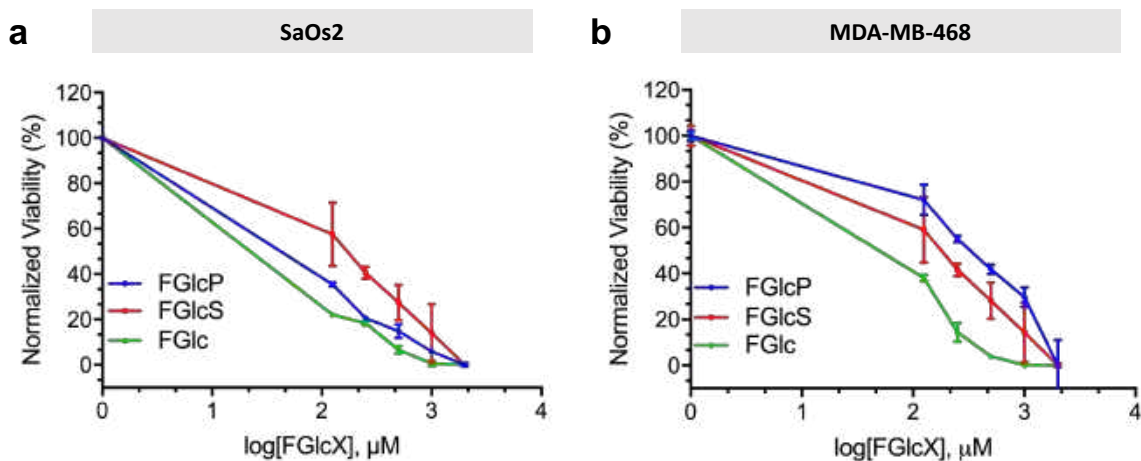 a
SaOs2
b
MDA-MB-468
Normalized Viability (%)
120
100
80
60
40
20
0
FGlcP
FGlcS
FGlc
0
1
2
3
4
log[FGlcX], µM
Normalized Viability (%)
120
100
80
60
40
20
0
FGlcP
FGlcS
FGlc
0
1
2
3
4
log[FGlcX], µM